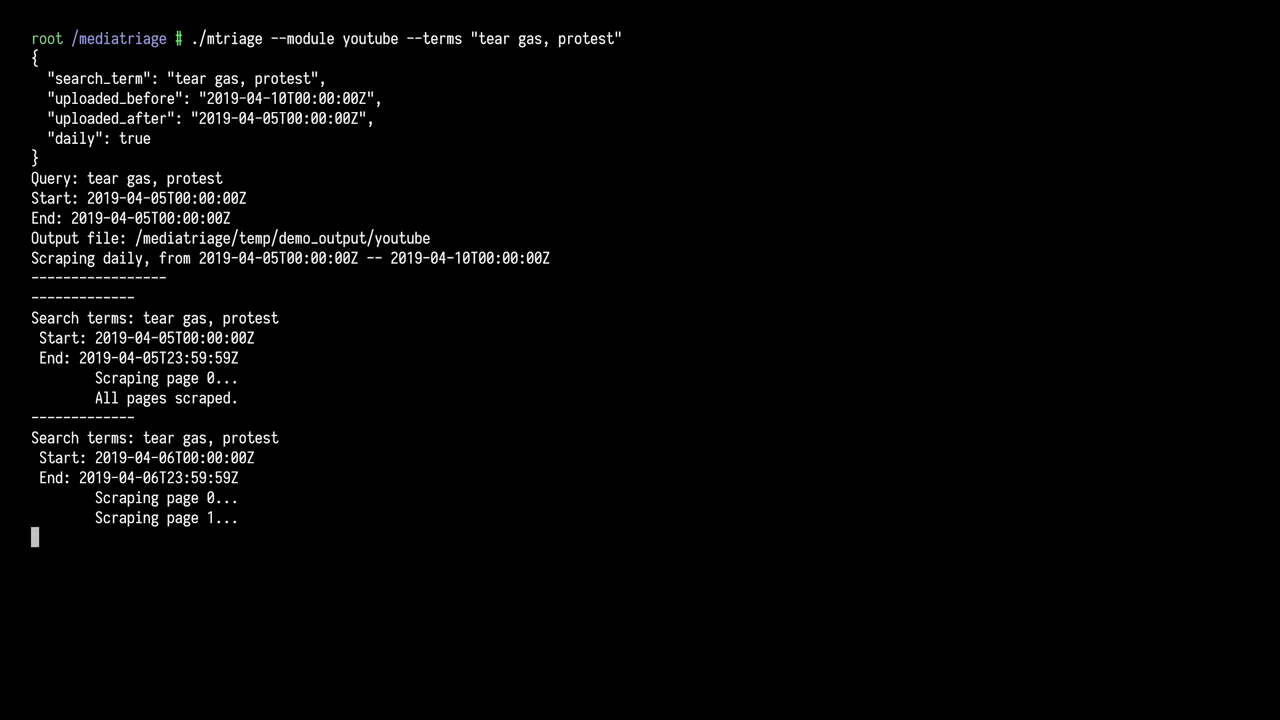 root /mediatriage # ./mtriage --module youtube --terms "tear gas, protest"
{
  "search_term": "tear gas, protest",
  "uploaded_before": "2019-04-10T00:00:00Z",
  "uploaded_after": "2019-04-05T00:00:00Z",
  "daily": true
}
Query: tear gas, protest
Start: 2019-04-05T00:00:00Z
End: 2019-04-05T00:00:00Z
Output file: /mediatriage/temp/demo_output/youtube
Scraping daily, from 2019-04-05T00:00:00Z -- 2019-04-10T00:00:00Z
-----------------
-------------
Search terms: tear gas, protest
 Start: 2019-04-05T00:00:00Z
 End: 2019-04-05T23:59:59Z
        Scraping page 0...
        All pages scraped.
-------------
Search terms: tear gas, protest
 Start: 2019-04-06T00:00:00Z
 End: 2019-04-06T23:59:59Z
        Scraping page 0...
        Scraping page 1...